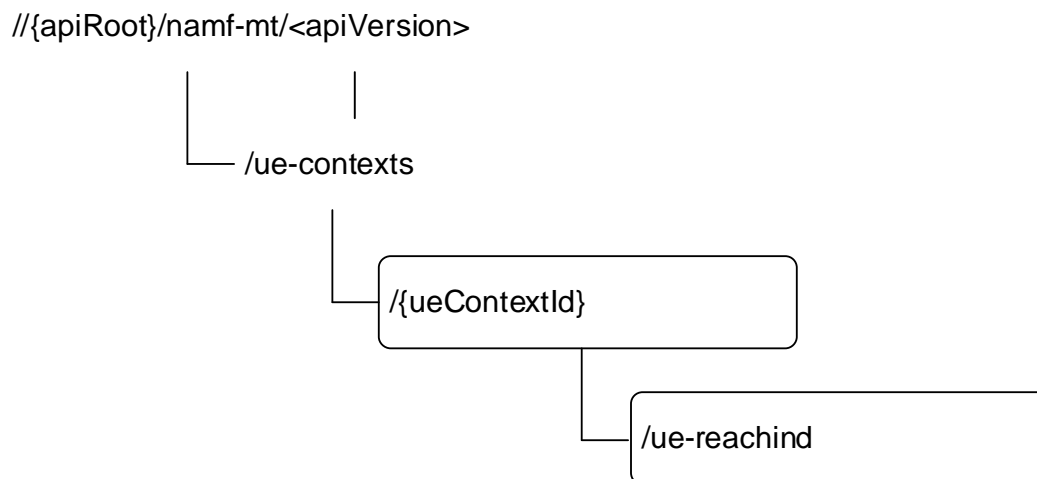 //{apiRoot}/namf-mt/<apiVersion>
/ue-contexts
/{ueContextId}
/ue-reachind